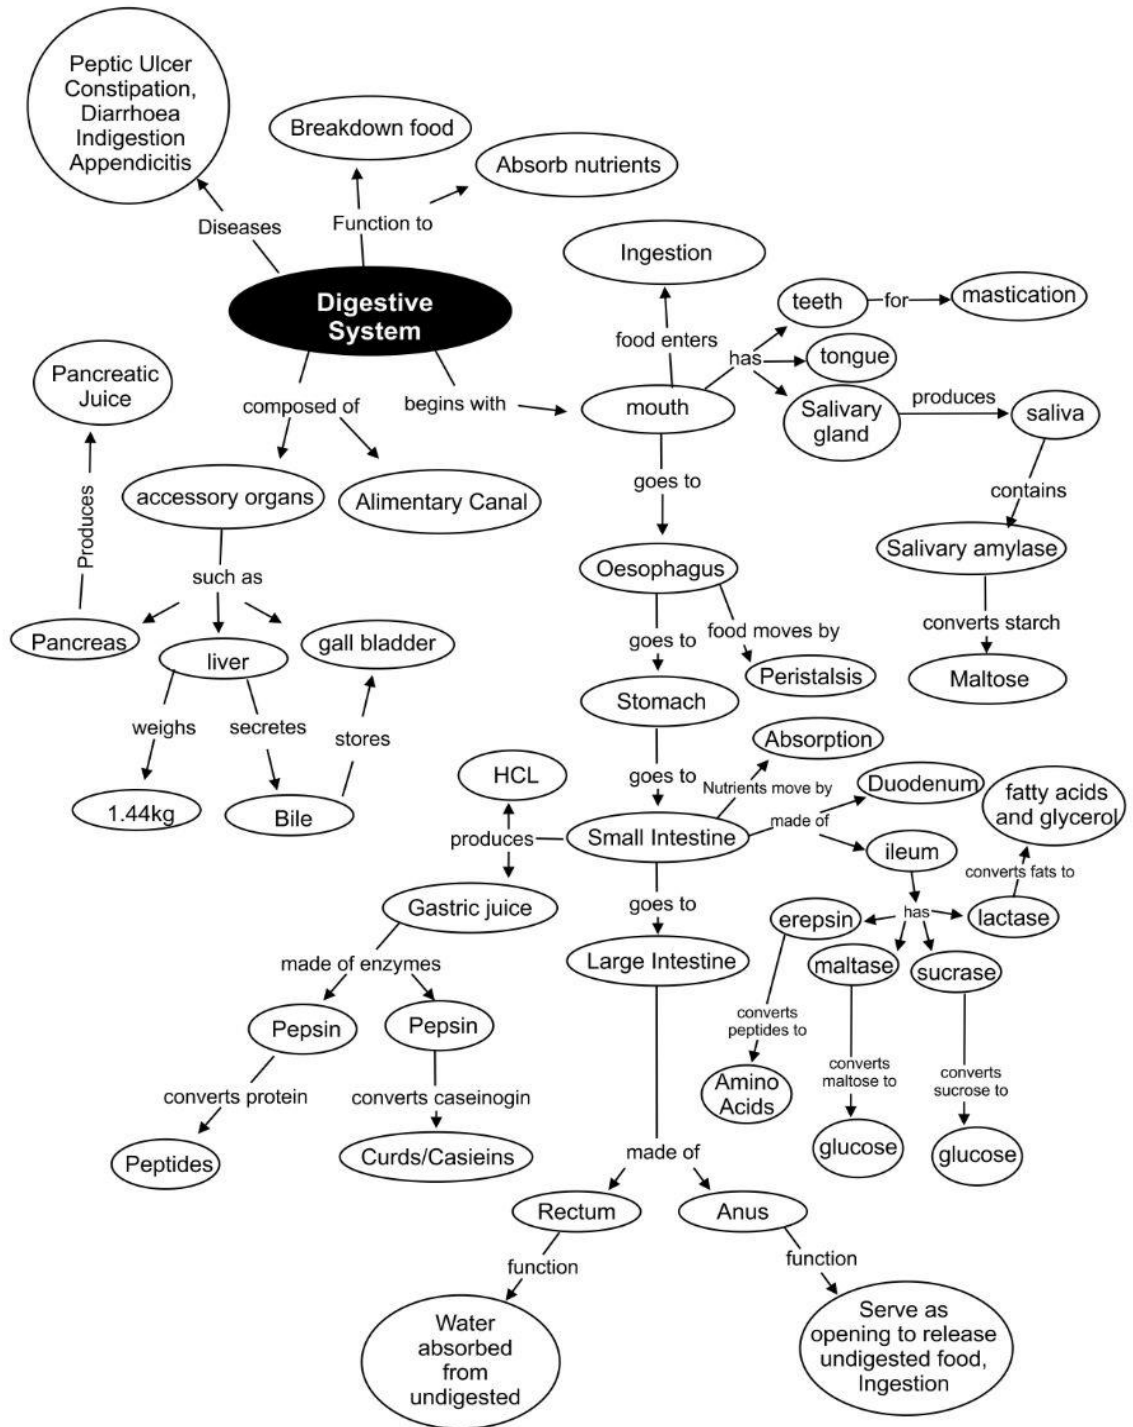 Peptic Ulcer
Constipation,
Diarrhoea
Indigestion
Appendicitis
Diseases
Breakdown food
Absorb nutrients
Function to
Digestive
System
composed of
begins with
Ingestion
food enters
mouth
has
teeth
for
mastication
tongue
Salivary
gland
produces
saliva
contains
Salivary amylase
converts starch
Maltose
Pancreatic
Juice
Produces
accessory organs
Alimentary Canal
such as
Pancreas
liver
gall bladder
weighs
secretes
stores
1.44kg
Bile
goes to
Oesophagus
goes to
food moves by
Peristalsis
Stomach
goes to
Nutrients move by
Absorption
HCL
produces
Small Intestine
made of
Duodenum
ileum
fatty acids
and glycerol
converts fats to
has
erepsin
lactase
maltase
sucrase
Gastric juice
goes to
Large Intestine
made of enzymes
Pepsin
Pepsin
converts protein
converts caseinogin
Peptides
Curds/Casieins
converts
peptides to
Amino
Acids
converts
maltose to
glucose
converts
sucrose to
glucose
made of
Rectum
Anus
function
function
Water
absorbed
from
undigested
Serve as
opening to release
undigested food,
Ingestion